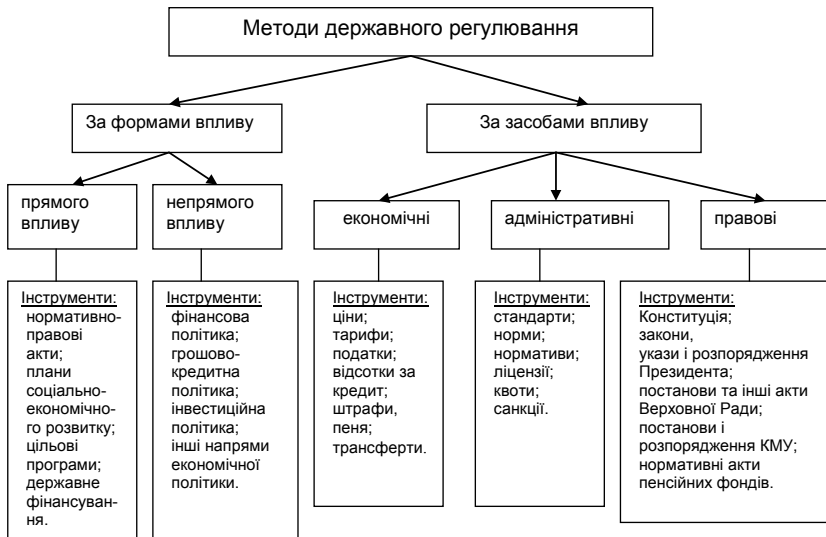 Методи державного регулювання
За формами впливу
За засобами впливу
прямого
впливу
непрямого
впливу
економічні
адміністративні
правові
Інструменти:
нормативно-
правові
акти;
плани
соціально-
економічно-
го розвитку;
цільові
програми;
державне
фінансуван-
ня.
Інструменти:
фінансова
політика;
грошово-
кредитна
політика;
інвестиційна
політика;
інші напрями
економічної
політики.
Інструменти:
ціни;
тарифи;
податки;
відсотки за
кредит;
штрафи,
пеня;
трансферти.
Інструменти:
стандарти;
норми;
нормативи;
ліцензії;
квоти;
санкції.
Інструменти:
Конституція;
закони,
укази і розпорядження
Президента;
постанови та інші акти
Верховної Ради;
постанови і
розпорядження КМУ;
нормативні акти
пенсійних фондів.